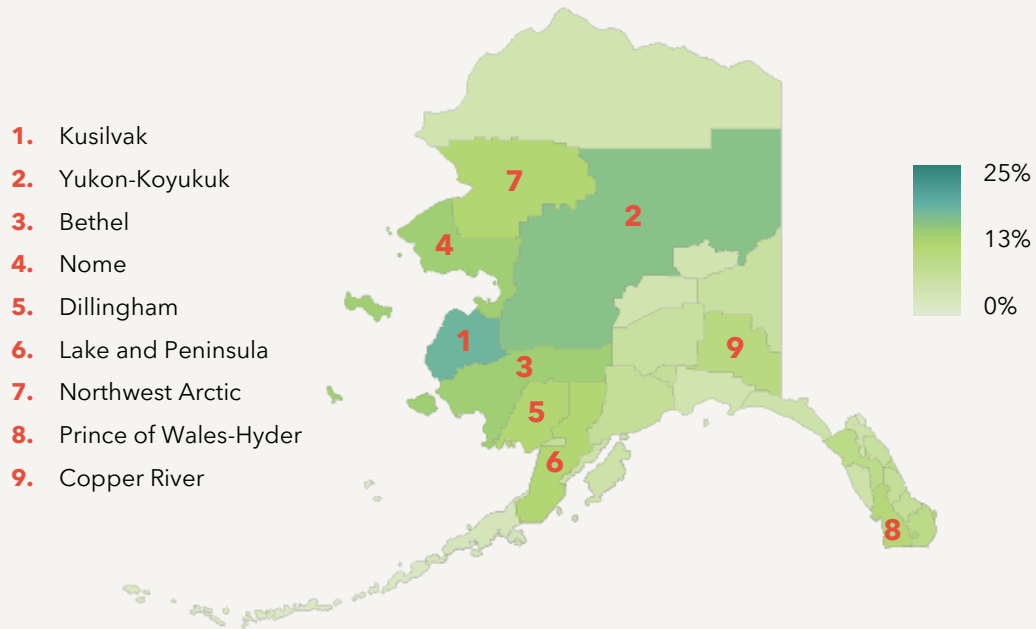 1. Kusilvak
2. Yukon-Koyukuk
3. Bethel
4. Nome
5. Dillingham
6. Lake and Peninsula
7. Northwest Arctic
8. Prince of Wales-Hyder
9. Copper River
7
2
4
1
3
9
5
6
8
25%
13%
0%